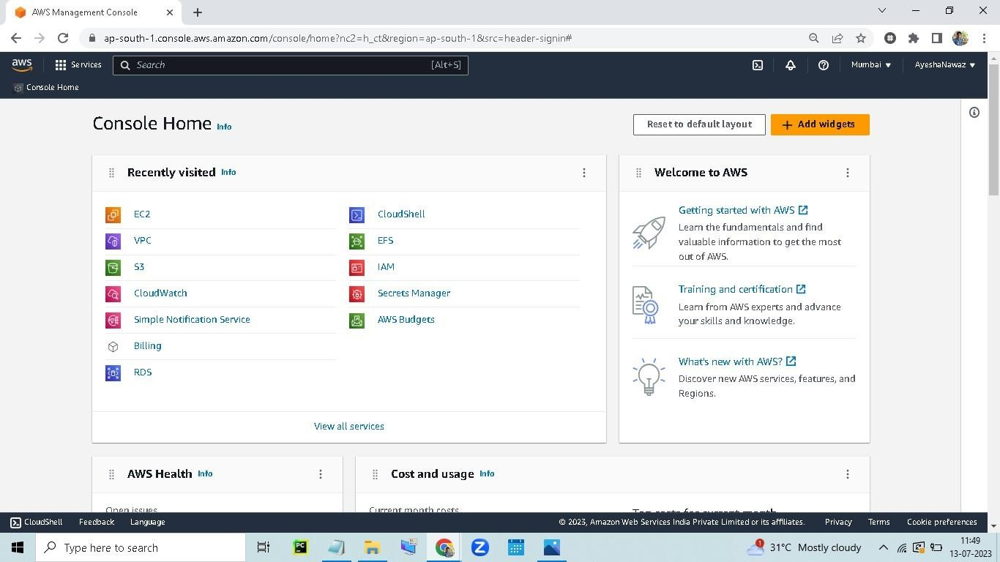 AWS Management Console
ap-south-1.console.aws.amazon.com/console/home?nc2=h_ct&region=ap-south-1&src=header-signin#
aws
Services
Search
[Alt+S]
Mumbai
AyeshaNawaz
Console Home
Console Home Info
Reset to default layout
Add widgets
Recently visited Info
EC2
VPC
S3
CloudWatch
Simple Notification Service
Billing
RDS
CloudShell
EFS
IAM
Secrets Manager
AWS Budgets
View all services
Welcome to AWS
Getting started with AWS
Learn the fundamentals and find
valuable information to get the most
out of AWS.
Training and certification
Learn from AWS experts and advance
your skills and knowledge.
What's new with AWS?
Discover new AWS services, features, and
Regions.
AWS Health Info
Open issues
Cost and usage Info
Current month costs
Top costs for current month
CloudShell
Feedback
Language
© 2023, Amazon Web Services India Private Limited or its affiliates.
Privacy
Terms
Cookie preferences
Type here to search
PC
Z
1
31°C Mostly cloudy
11:49
13-07-2023